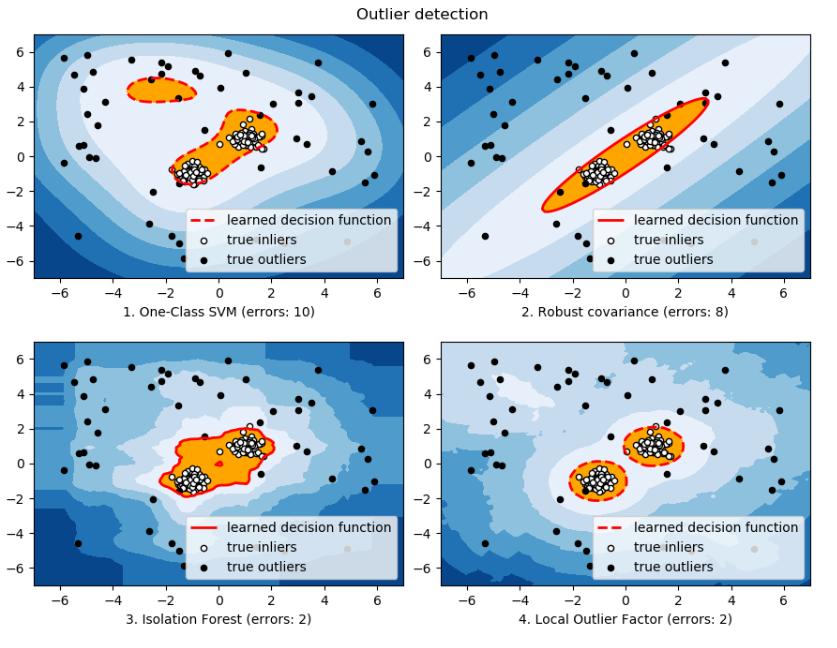 Outlier detection
6
4
2
0
−2
−4
−6
learned decision function
true inliers
true outliers
−6 −4 −2 0 2 4 6
1. One-Class SVM (errors: 10)
6
4
2
0
−2
−4
−6
learned decision function
true inliers
true outliers
−6 −4 −2 0 2 4 6
2. Robust covariance (errors: 8)
6
4
2
0
−2
−4
−6
learned decision function
true inliers
true outliers
−6 −4 −2 0 2 4 6
3. Isolation Forest (errors: 2)
6
4
2
0
−2
−4
−6
learned decision function
true inliers
true outliers
−6 −4 −2 0 2 4 6
4. Local Outlier Factor (errors: 2)